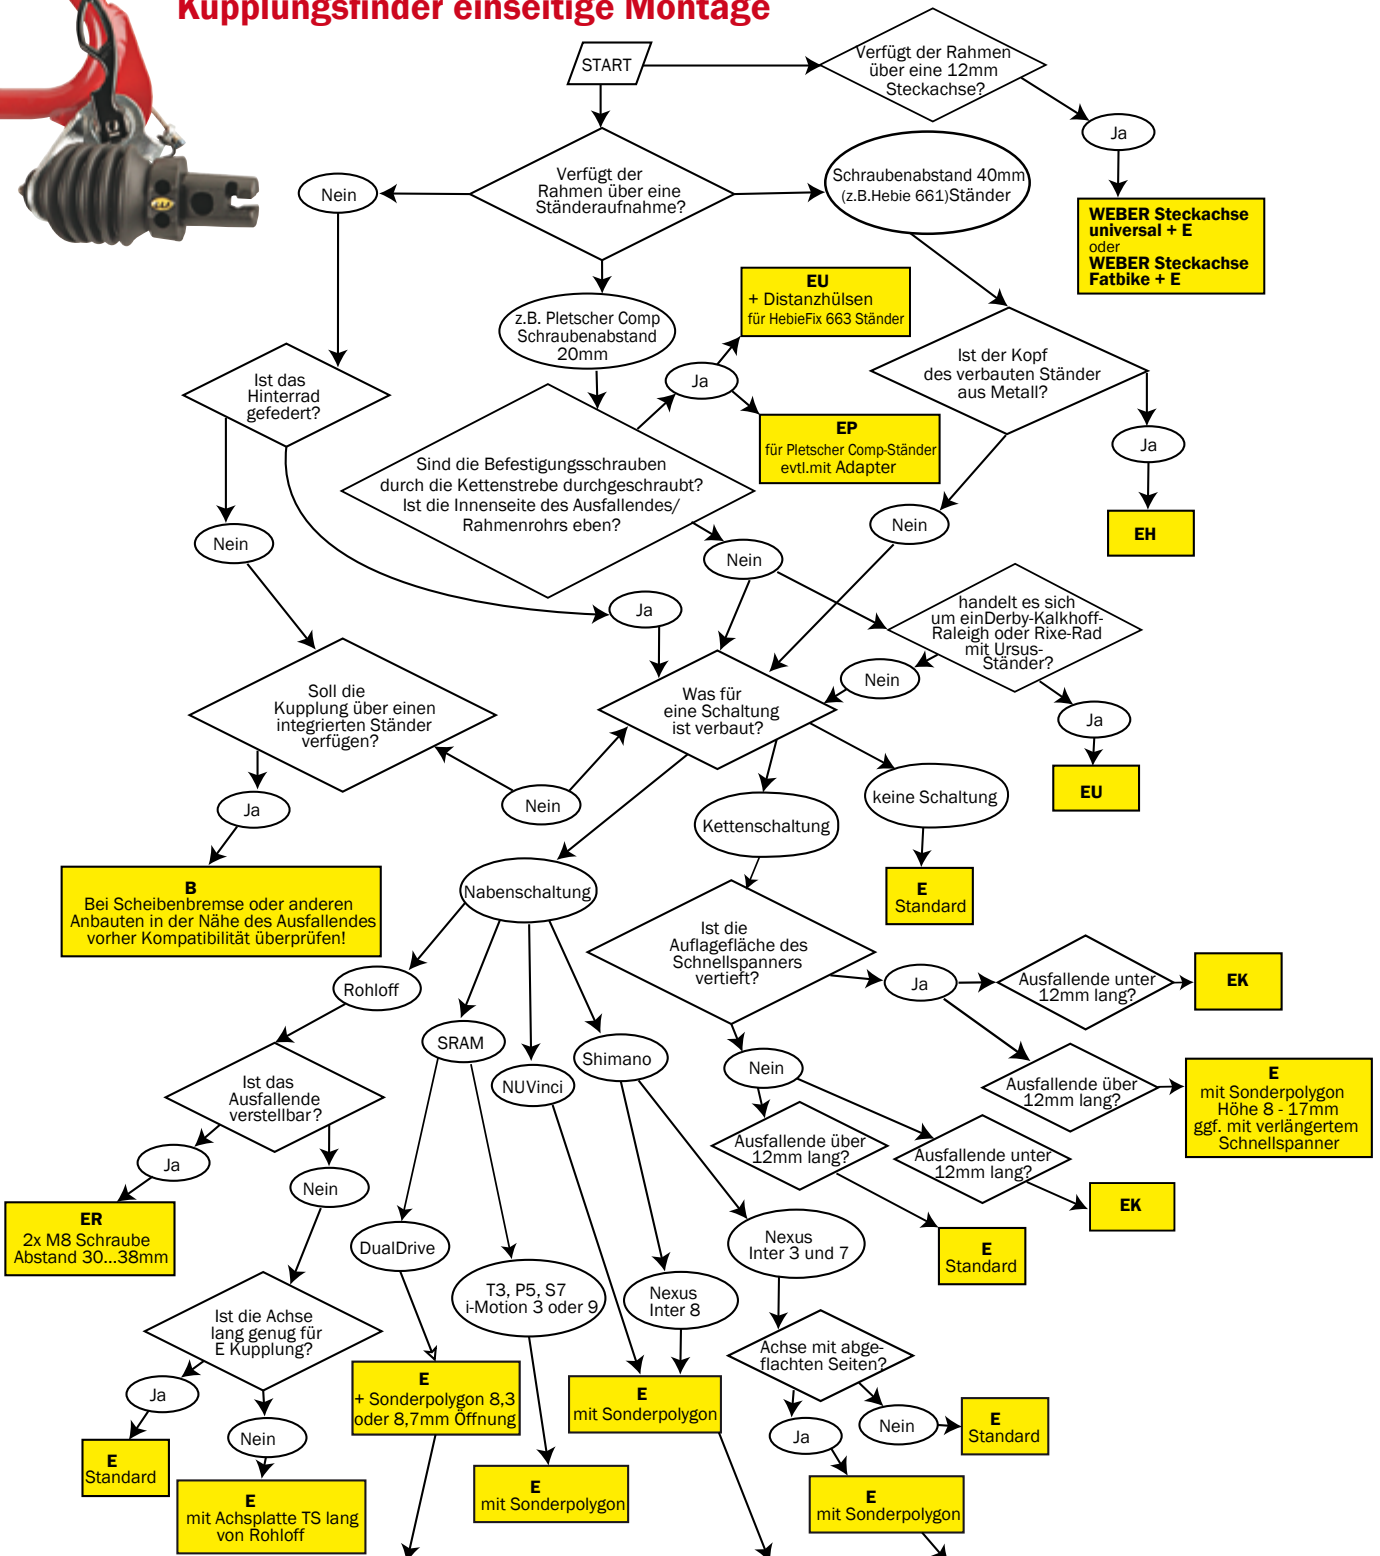 Kupplungsfinder einseitige Montage
START
Verfügt der Rahmen
über eine 12mm
Steckachse?
Ja
WEBER Steckachse
universal + E
oder
WEBER Steckachse
Fatbike + E
Verfügt der
Rahmen über eine
Ständeraufnahme?
Nein
Schraubenabstand 40mm
(z.B.Hebie 661)Ständer
EU
+ Distanzhülsen
für HebieFix 663 Ständer
z.B. Pletscher Comp
Schraubenabstand
20mm
Ja
EP
für Pletscher Comp-Ständer
evtl.mit Adapter
Ist der Kopf
des verbauten Ständer
aus Metall?
Ja
EH
Nein
Ist das
Hinterrad
gefedert?
Nein
Sind die Befestigungsschrauben
durch die Kettenstrebe durchgeschraubt?
Ist die Innenseite des Ausfallendes/
Rahmenrohrs eben?
Nein
Ja
handelt es sich
um einDerby-Kalkhoff-
Raleigh oder Rixe-Rad
mit Ursus-
Ständer?
Nein
Ja
EU
Soll die
Kupplung über einen
integrierten Ständer
verfügen?
Ja
Nein
B
Bei Scheibenbremse oder anderen
Anbauten in der Nähe des Ausfallendes
vorher Kompatibilität überprüfen!
Was für
eine Schaltung
ist verbaut?
keine Schaltung
E
Standard
Kettenschaltung
Nabenschaltung
Ist die
Auflagefläche des
Schnellspanners
vertieft?
Ja
Ausfallende unter
12mm lang?
EK
Ausfallende über
12mm lang?
E
mit Sonderpolygon
Höhe 8 - 17mm
ggf. mit verlängertem
Schnellspanner
Nein
Ausfallende über
12mm lang?
Ausfallende unter
12mm lang?
EK
E
Standard
Rohloff
SRAM
NUVinci
Shimano
Ist das
Ausfallende
verstellbar?
Ja
Nein
ER
2x M8 Schraube
Abstand 30...38mm
Ist die Achse
lang genug für
E Kupplung?
Ja
E
Standard
Nein
E
mit Achsplatte TS lang
von Rohloff
DualDrive
T3, P5, S7
i-Motion 3 oder 9
E
+ Sonderpolygon 8,3
oder 8,7mm Öffnung
E
mit Sonderpolygon
Nexus
Inter 8
E
mit Sonderpolygon
Nexus
Inter 3 und 7
Achse mit abge-
flachten Seiten?
Ja
Nein
E
Standard
E
mit Sonderpolygon